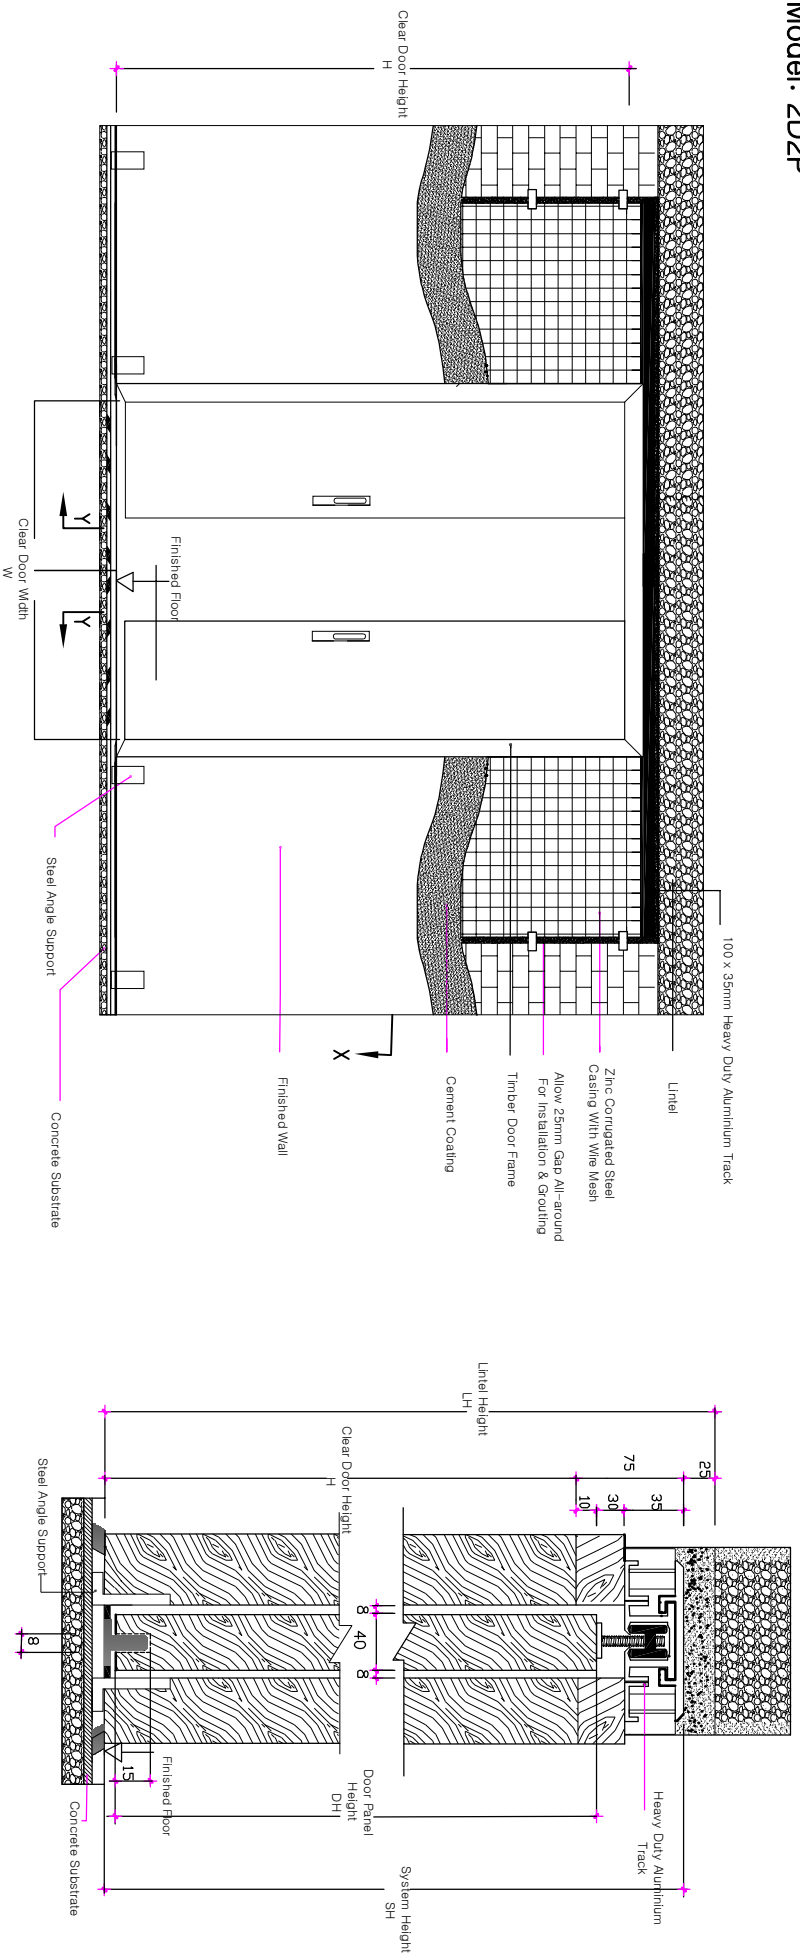 Model: 2D2P
Clear Door Height
H
100 x 35mm Heavy Duty Aluminium Track
Lintel
Zinc Corrugated Steel
Casing With Wire Mesh
Allow 25mm Gap All-around
For Installation & Grouting
Timber Door Frame
Cement Coating
X
Finished Wall
Finished Floor
Y
Y
Clear Door Width
W
Steel Angle Support
Concrete Substrate
Lintel Height
LH
25
75
35
30
10
Clear Door Height
H
8
40
8
Heavy Duty Aluminium
Track
Door Panel
Height
DH
System Height
SH
Steel Angle Support
8
15
Finished Floor
Concrete Substrate